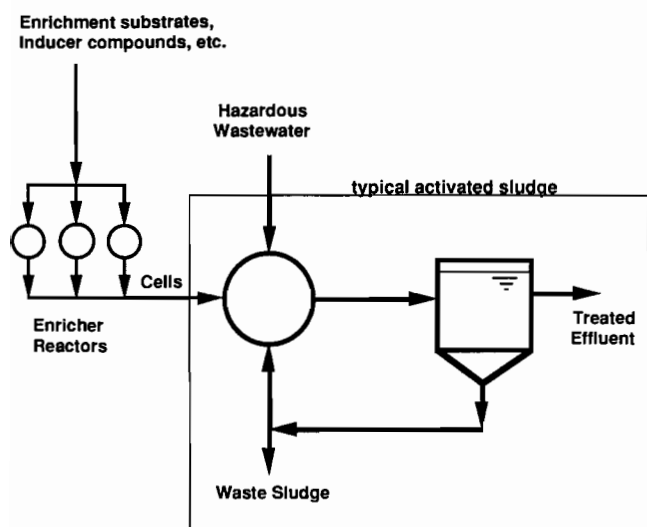 Enrichment substrates,
Inducer compounds, etc.
Hazardous
Wastewater
typical activated sludge
Cells
Enricher
Reactors
Treated
Effluent
Waste Sludge